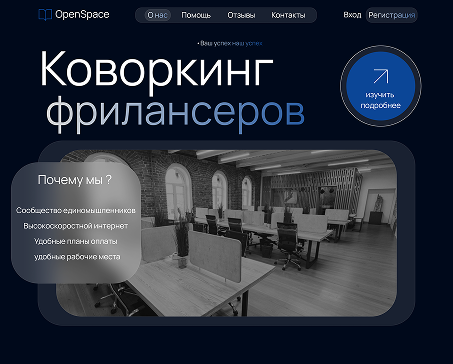 OpenSpace
О нас Помощь Отзывы Контакты
Вход Регистрация
•Ваш успех наш успех
Коворкинг
фрилансеров
изучить
подробнее
Почему мы ?
Сообщество единомышленников
Высокоскоростной интернет
Удобные планы оплаты
удобные рабочие места